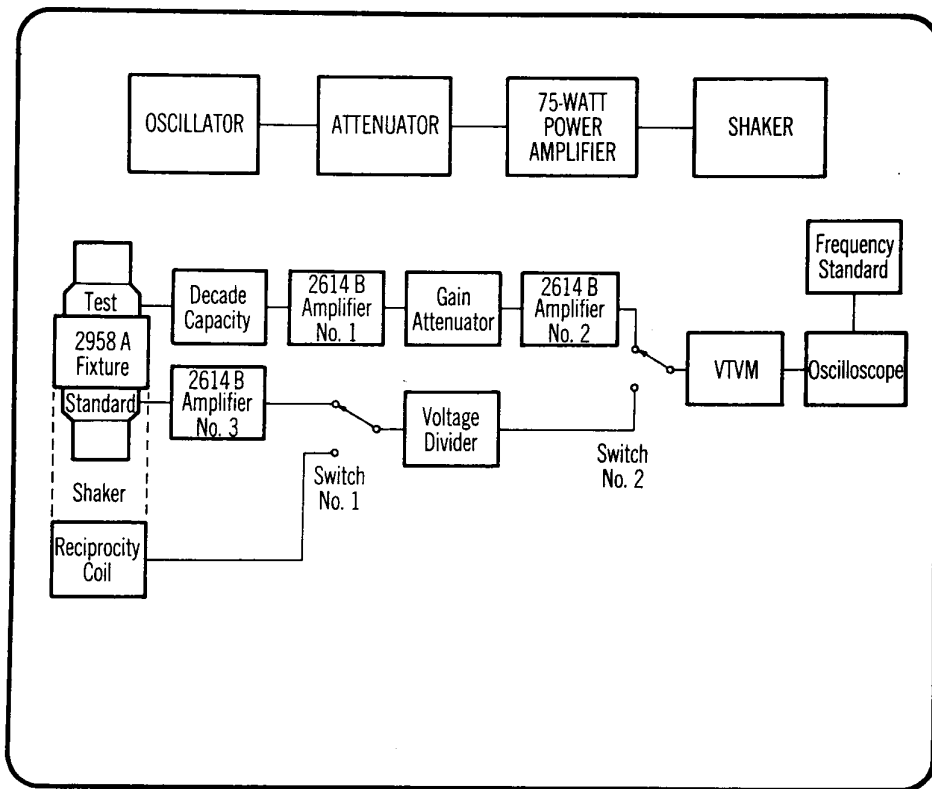 OSCILLATOR
ATTENUATOR
75-WATT
POWER
AMPLIFIER
SHAKER
Frequency
Standard
Test
Decade
Capacity
2614 B
Amplifier
No. 1
Gain
Attenuator
2614 B
Amplifier
No. 2
2958 A
Fixture
VTVM
Oscilloscope
Standard
2614 B
Amplifier
No. 3
Voltage
Divider
Switch
No. 2
Switch
No. 1
Shaker
Reciprocity
Coil